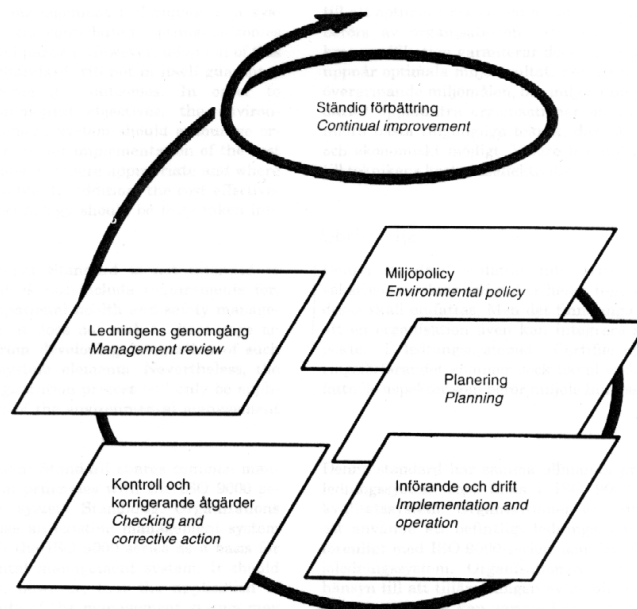 Ständig förbättring
Continual improvement
Miljöpolicy
Environmental policy
Ledningens genomgång
Management review
Planering
Planning
Kontroll och
korrigerande åtgärder
Checking and
corrective action
Införande och drift
Implementation and
operation